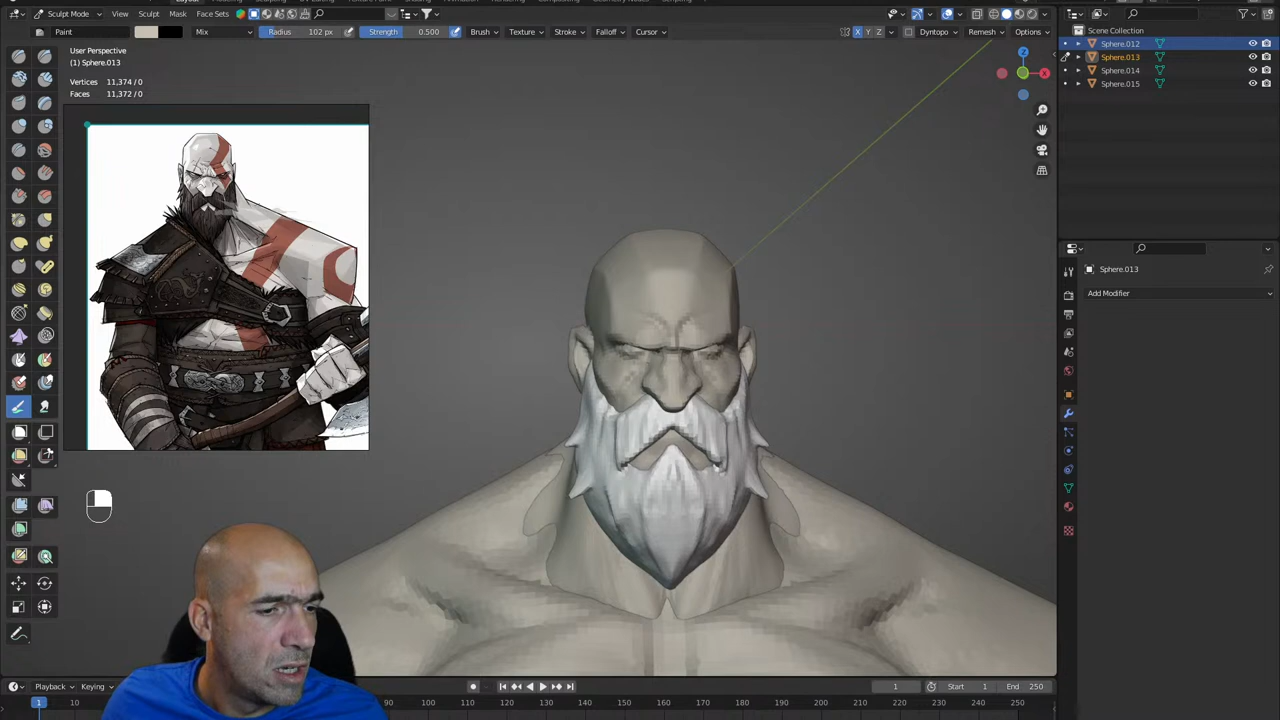 Sculpt Mode View Sculpt Mask Face Sets
Paint Mix Radius 102 px Strength 0.500 Brush Texture Stroke Falloff Cursor X Y Z Dyntopo Remesh Options
User Perspective
(1) Sphere.013
Vertices 11,374 / 0
Faces 11,372 / 0
Z
X
Scene Collection
Sphere.012
Sphere.013
Sphere.014
Sphere.015
Sphere.013
Add Modifier
Playback Keying 1 Start 1 End 250
1 10 80 90 100 110 120 130 140 150 160 170 180 190 200 210 220 230 240 250